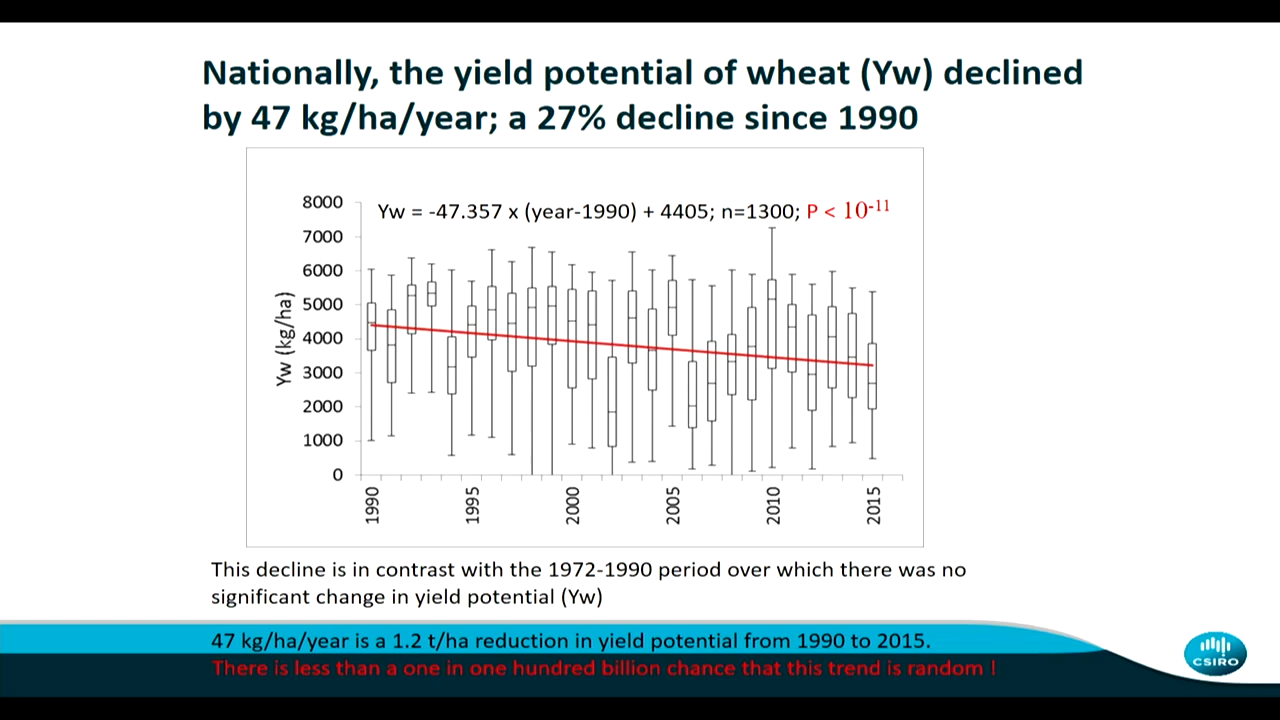 Nationally, the yield potential of wheat (Yw) declined
by 47 kg/ha/year; a 27% decline since 1990
Yw = -47.357 x (year-1990) + 4405; n=1300; P < 10⁻¹¹
8000
7000
6000
5000
4000
3000
2000
1000
0
Yw (kg/ha)
1990
1995
2000
2005
2010
2015
This decline is in contrast with the 1972-1990 period over which there was no
significant change in yield potential (Yw)
47 kg/ha/year is a 1.2 t/ha reduction in yield potential from 1990 to 2015.
There is less than a one in one hundred billion chance that this trend is random !
CSIRO